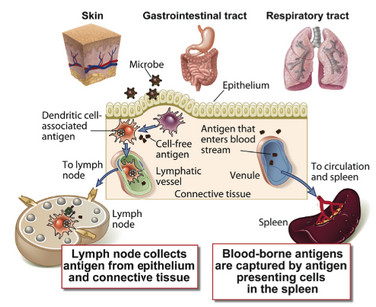 Skin
Gastrointestinal tract
Respiratory tract
Microbe
Epithelium
Dendritic cell-
associated
antigen
Cell-free
antigen
Antigen that
enters blood
stream
To lymph
node
Lymphatic
vessel
Venule
To circulation
and spleen
Connective tissue
Lymph
node
Spleen
Lymph node collects
antigen from epithelium
and connective tissue
Blood-borne antigens
are captured by antigen
presenting cells
in the spleen